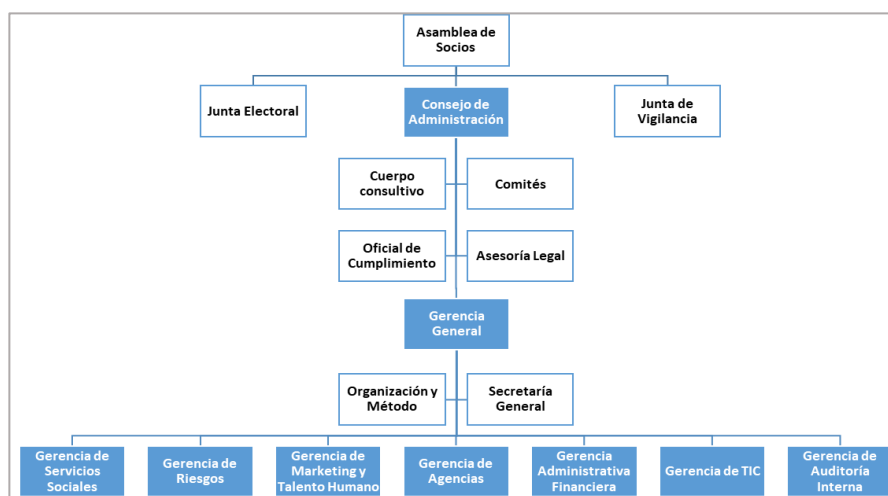 Asamblea de
Socios
Junta Electoral
Consejo de
Administración
Junta de
Vigilancia
Cuerpo
consultivo
Comités
Oficial de
Cumplimiento
Asesoría Legal
Gerencia
General
Organización y
Método
Secretaría
General
Gerencia de
Servicios
Sociales
Gerencia de
Riesgos
Gerencia de
Marketing y
Talento Humano
Gerencia de
Agencias
Gerencia
Administrativa
Financiera
Gerencia de TIC
Gerencia de
Auditoría
Interna